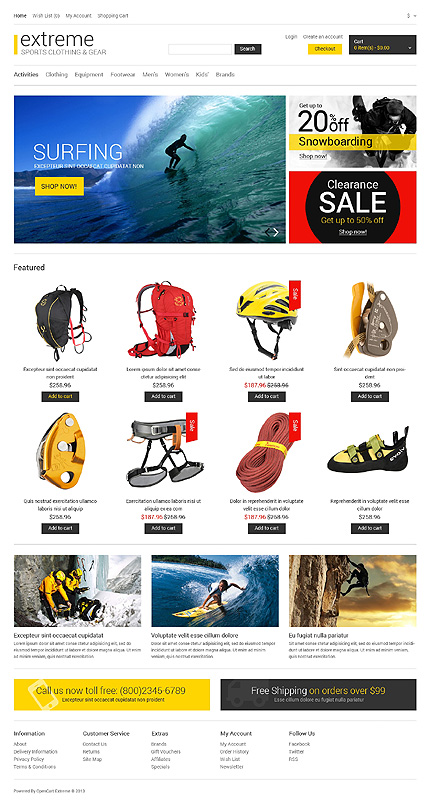 Home Wish List (0) My Account Shopping Cart $
extreme
SPORTS CLOTHING & GEAR
Search
Login Create an account
Checkout
Cart
0 item(s) - $0.00
Activities Clothing Equipment Footwear Men's Women's Kids' Brands
SURFING
EXCEPTEUR SINT OCCAECAT CUPIDATAT NON
SHOP NOW!
Get up to
20% off
Snowboarding
Shop now!
Clearance
SALE
Get up to 50% off
Shop now!
Featured
Excepteur sint occaecat cupidatat
non proident
$258.96
Add to cart
Lorem ipsum dolor sit amet conse
ctetur adipiscing elit
$258.96
Add to cart
Sale
Sed do eiusmod tempor incididunt
ut labor
$187.96 $258.96
Add to cart
Sint occaecat cupidatat non proi-
dent
$258.96
Add to cart
Quis nostrud exercitation ullamco
laboris nisi ut aliquip
$258.96
Add to cart
Sale
Exercitation ullamco laboris nisi ut
aliquip ex ea com
$187.96 $258.96
Add to cart
Sale
Dolor in reprehenderit in voluptate
velit esse cillum dolor
$187.96 $258.96
Add to cart
evolv
Reprehenderit in voluptate velit
esse cillum dolor
$258.96
Add to cart
Excepteur sint occaecat cupidatat
Lorem ipsum dolor sit amet conse ctetur adipisicing elit, sed do
eiusmod tempor incididunt ut labore et dolore magna aliqua. Ut enim
ad minim veniam, quis nostrud exercitation.
Voluptate velit esse cillum dolore
Dolor sit amet conse ctetur adipisicing elit, sed do eiusmod tempor
incididunt ut labore et dolore magna aliqua. Ut enim ad minim
veniam, quis nostrud exercitation.
Eu fugiat nulla pariatur
Sit amet conse ctetur adipisicing elit, sed do eiusmod tempor incidi-
dunt ut labore et dolore magna aliqua. Ut enim ad minim veniam,
quis nostrud exercitation.
Call us now toll free: (800)2345-6789
Excepteur sint occaecat cupidatat non proident
Free Shipping on orders over $99
Esse cillum dolore eu fugiat nulla pariatur
Information Customer Service Extras My Account Follow Us
About Contact Us Brands My Account Facebook
Delivery Information Returns Gift Vouchers Order History Twitter
Privacy Policy Site Map Affiliates Wish List RSS
Terms & Conditions Specials Newsletter
Powered By OpenCart Extreme © 2013